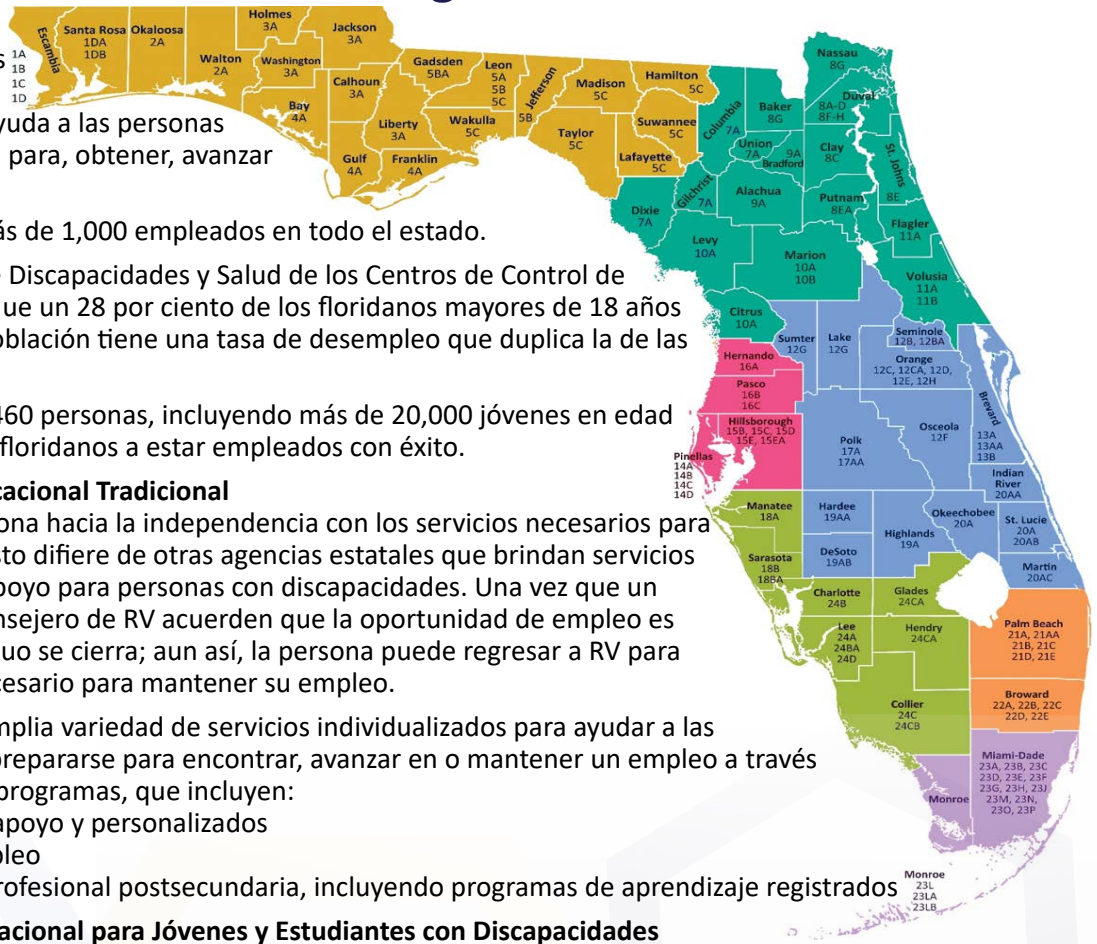 Escambia
1A
1B
1C
1D
Santa Rosa
1DA
1DB
Okaloosa
2A
Walton
2A
Holmes
3A
Washington
3A
Bay
4A
Jackson
3A
Calhoun
3A
Gulf
4A
Liberty
3A
Franklin
4A
Gadsden
5BA
Leon
5A
5B
5C
Wakulla
5C
Jefferson
5B
Madison
5C
Taylor
5C
Hamilton
5C
Suwannee
5C
Lafayette
5C
Columbia
7A
Baker
8G
Nassau
8G
Duval
8A-D
8F-H
Union
7A
9A
Bradford
Clay
8C
St. Johns
8E
Gilchrist
7A
Alachua
9A
Putnam
8EA
Dixie
7A
Flagler
11A
Levy
10A
Marion
10A
10B
Volusia
11A
11B
Citrus
10A
Sumter
12G
Lake
12G
Seminole
12B, 12BA
Orange
12C, 12CA, 12D,
12E, 12H
Hernando
16A
Pasco
16B
16C
Hillsborough
15B, 15C, 15D
15E, 15EA
Pinellas
14A
14B
14C
14D
Polk
17A
17AA
Osceola
12F
Brevard
13A
13AA
13B
Indian
River
20AA
Manatee
18A
Hardee
19AA
Highlands
19A
Okeechobee
20A
St. Lucie
20A
20AB
Sarasota
18B
18BA
DeSoto
19AB
Martin
20AC
Charlotte
24B
Glades
24CA
Lee
24A
24BA
24D
Hendry
24CA
Palm Beach
21A, 21AA
21B, 21C
21D, 21E
Collier
24C
24CB
Broward
22A, 22B, 22C
22D, 22E
Miami-Dade
23A, 23B, 23C
23D, 23E, 23F
23G, 23H, 23J
23M, 23N,
23O, 23P
Monroe
Monroe
23L
23LA
23LB
s
yuda a las personas
para, obtener, avanzar
ás de 1,000 empleados en todo el estado.
e Discapacidades y Salud de los Centros de Control de
que un 28 por ciento de los floridanos mayores de 18 años
oblación tiene una tasa de desempleo que duplica la de las
460 personas, incluyendo más de 20,000 jóvenes en edad
floridanos a estar empleados con éxito.
cacional Tradicional
ona hacia la independencia con los servicios necesarios para
sto difiere de otras agencias estatales que brindan servicios
poyo para personas con discapacidades. Una vez que un
nsejero de RV acuerden que la oportunidad de empleo es
uo se cierra; aun así, la persona puede regresar a RV para
cesario para mantener su empleo.
mplia variedad de servicios individualizados para ayudar a las
prepararse para encontrar, avanzar en o mantener un empleo a través
programas, que incluyen:
apoyo y personalizados
pleo
rofesional postsecundaria, incluyendo programas de aprendizaje registrados
acional para Jóvenes y Estudiantes con Discapacidades